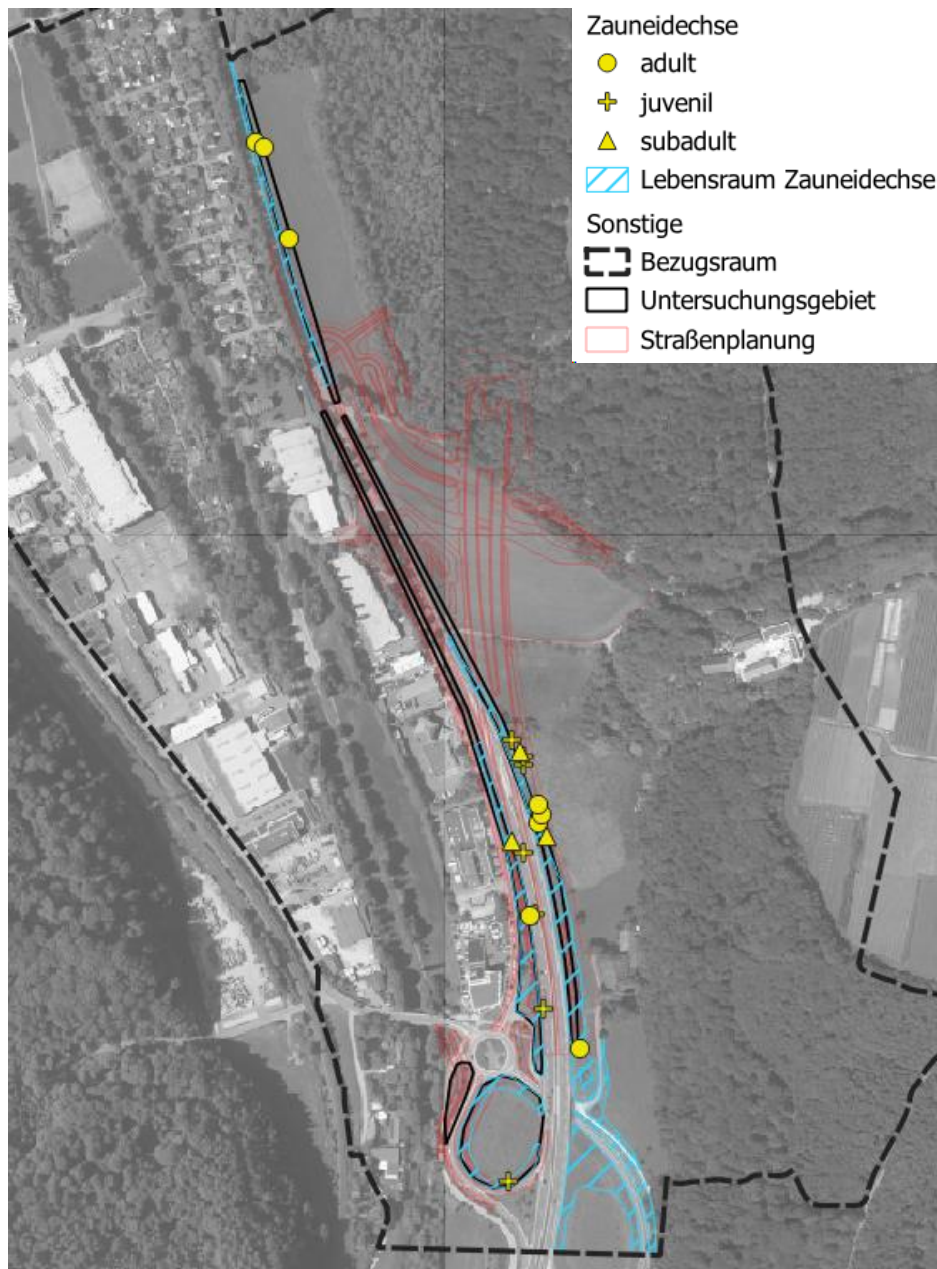 Zauneidechse
adult
juvenil
subadult
Lebensraum Zauneidechse
Sonstige
Bezugsraum
Untersuchungsgebiet
Straßenplanung